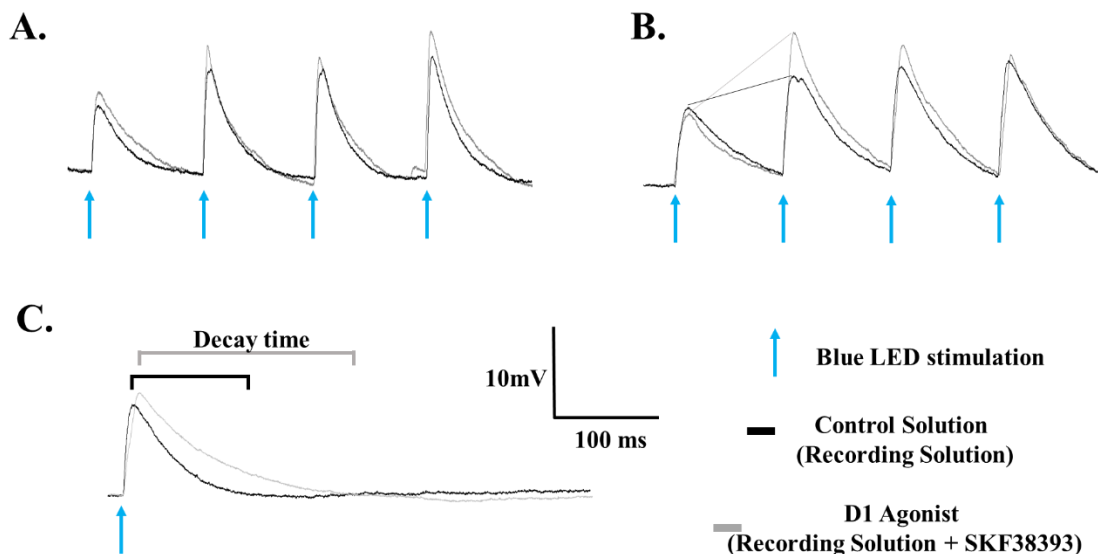 A.
B.
C.
Decay time
10mV
100 ms
Blue LED stimulation
Control Solution
(Recording Solution)
D1 Agonist
(Recording Solution + SKF38393)